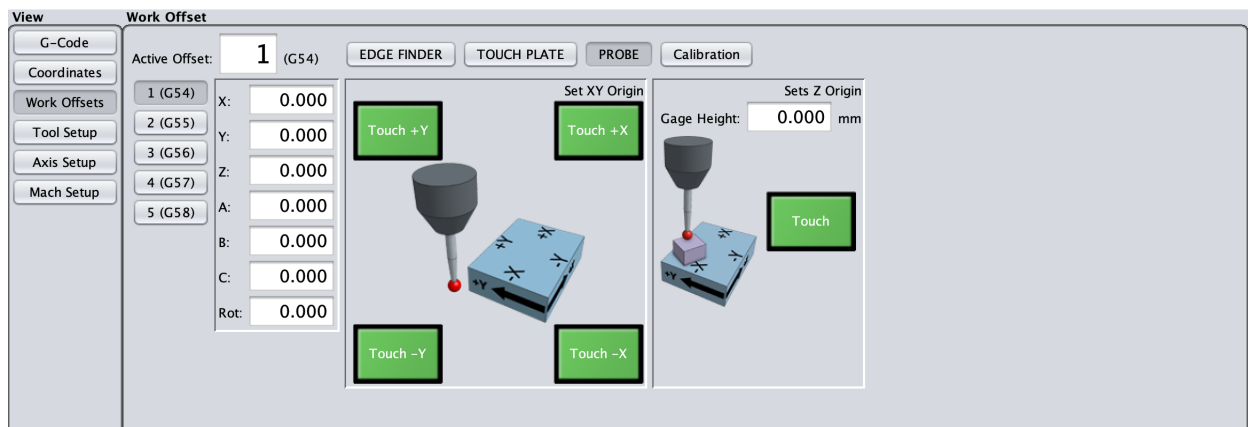 View
Work Offset
G-Code
Coordinates
Work Offsets
Tool Setup
Axis Setup
Mach Setup
Active Offset: 1 (G54)
EDGE FINDER TOUCH PLATE PROBE Calibration
1 (G54)
2 (G55)
3 (G56)
4 (G57)
5 (G58)
X: 0.000
Y: 0.000
Z: 0.000
A: 0.000
B: 0.000
C: 0.000
Rot: 0.000
Set XY Origin
Touch +Y
Touch +X
+Y
+X
-X
-Y
+Y
Touch -Y
Touch -X
Sets Z Origin
Gage Height: 0.000 mm
Touch
+X
-X
-Y
+Y